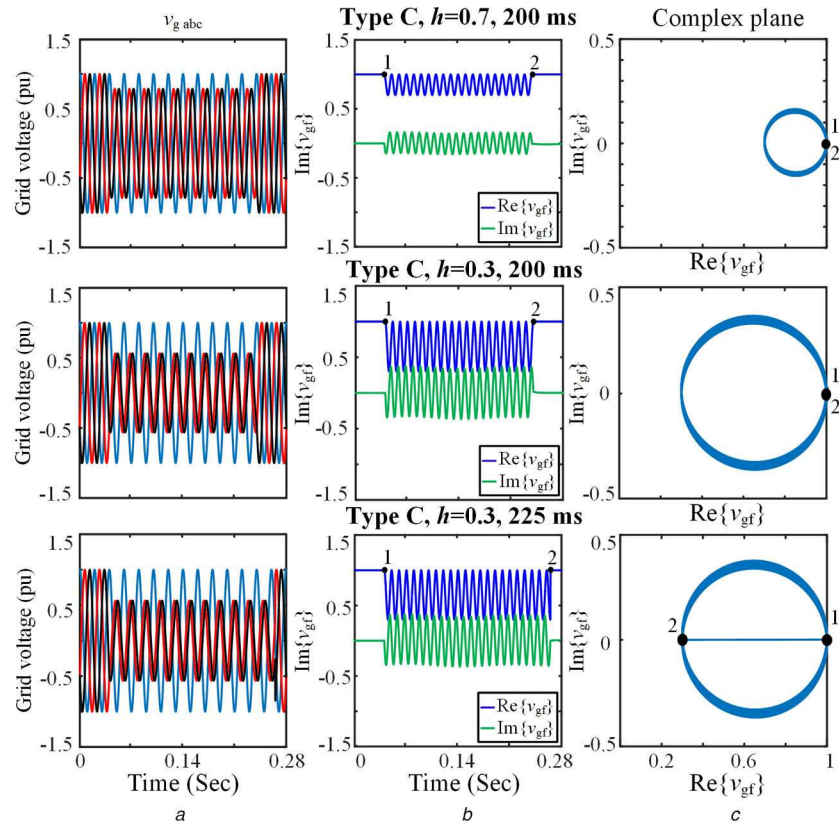 v_g abc
Type C, h=0.7, 200 ms
Complex plane
Grid voltage (pu)
1.5
0.5
-0.5
-1.5
Im{v_gf}
1.5
0.5
-0.5
-1.5
1
2
Re{v_gf}
Im{v_gf}
Im{v_gf}
0.5
0
-0.5
1
2
Re{v_gf}
Type C, h=0.3, 200 ms
Grid voltage (pu)
1.5
0.5
-0.5
-1.5
0 0.14 0.28
Im{v_gf}
1.5
0.5
-0.5
-1.5
1
2
Re{v_gf}
Im{v_gf}
Im{v_gf}
0.5
0
-0.5
1
2
Re{v_gf}
Type C, h=0.3, 225 ms
Grid voltage (pu)
1.5
0.5
-0.5
-1.5
0 0.14 0.28
Time (Sec)
Im{v_gf}
1.5
0.5
-0.5
-1.5
1
2
Re{v_gf}
Im{v_gf}
0 0.14 0.28
Time (Sec)
Im{v_gf}
0.5
0
-0.5
2
1
0.2 0.6 1
Re{v_gf}
a
b
c